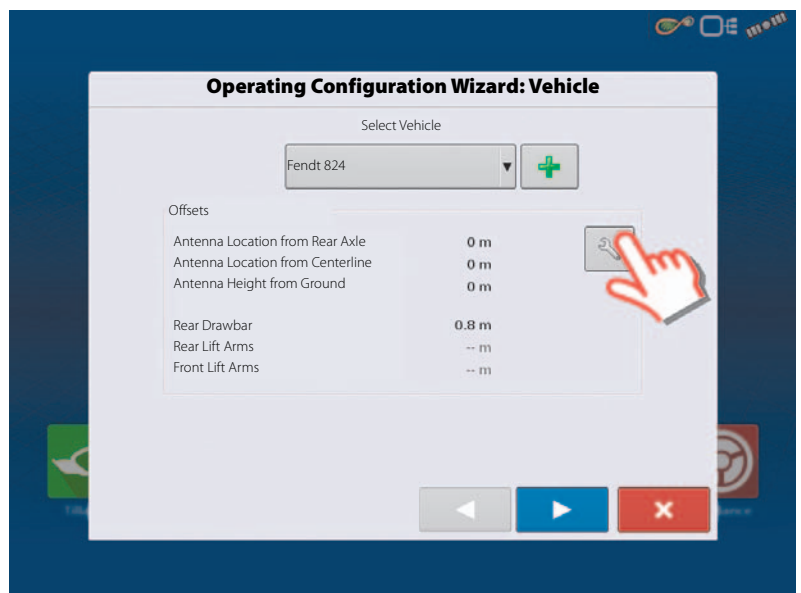 Operating Configuration Wizard: Vehicle
Select Vehicle
Fendt 824
Offsets
Antenna Location from Rear Axle 0 m
Antenna Location from Centerline 0 m
Antenna Height from Ground 0 m
Rear Drawbar 0.8 m
Rear Lift Arms -- m
Front Lift Arms -- m